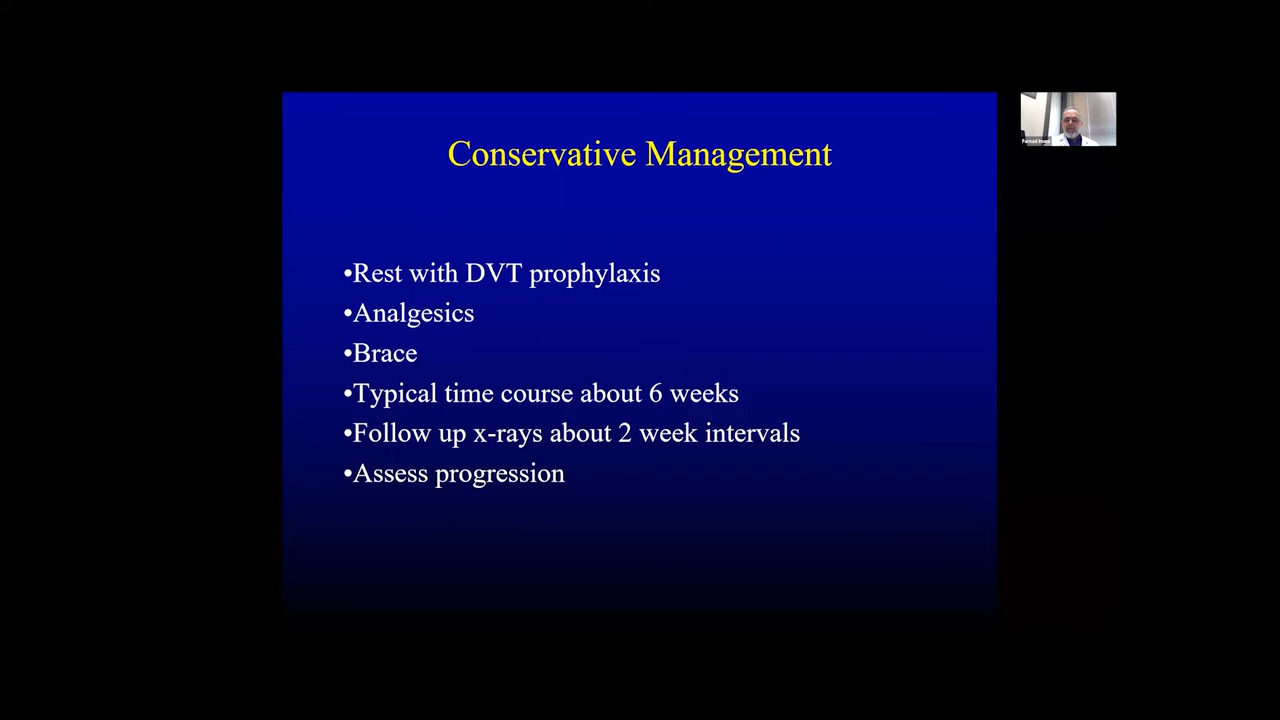 Conservative Management
•Rest with DVT prophylaxis
•Analgesics
•Brace
•Typical time course about 6 weeks
•Follow up x-rays about 2 week intervals
•Assess progression